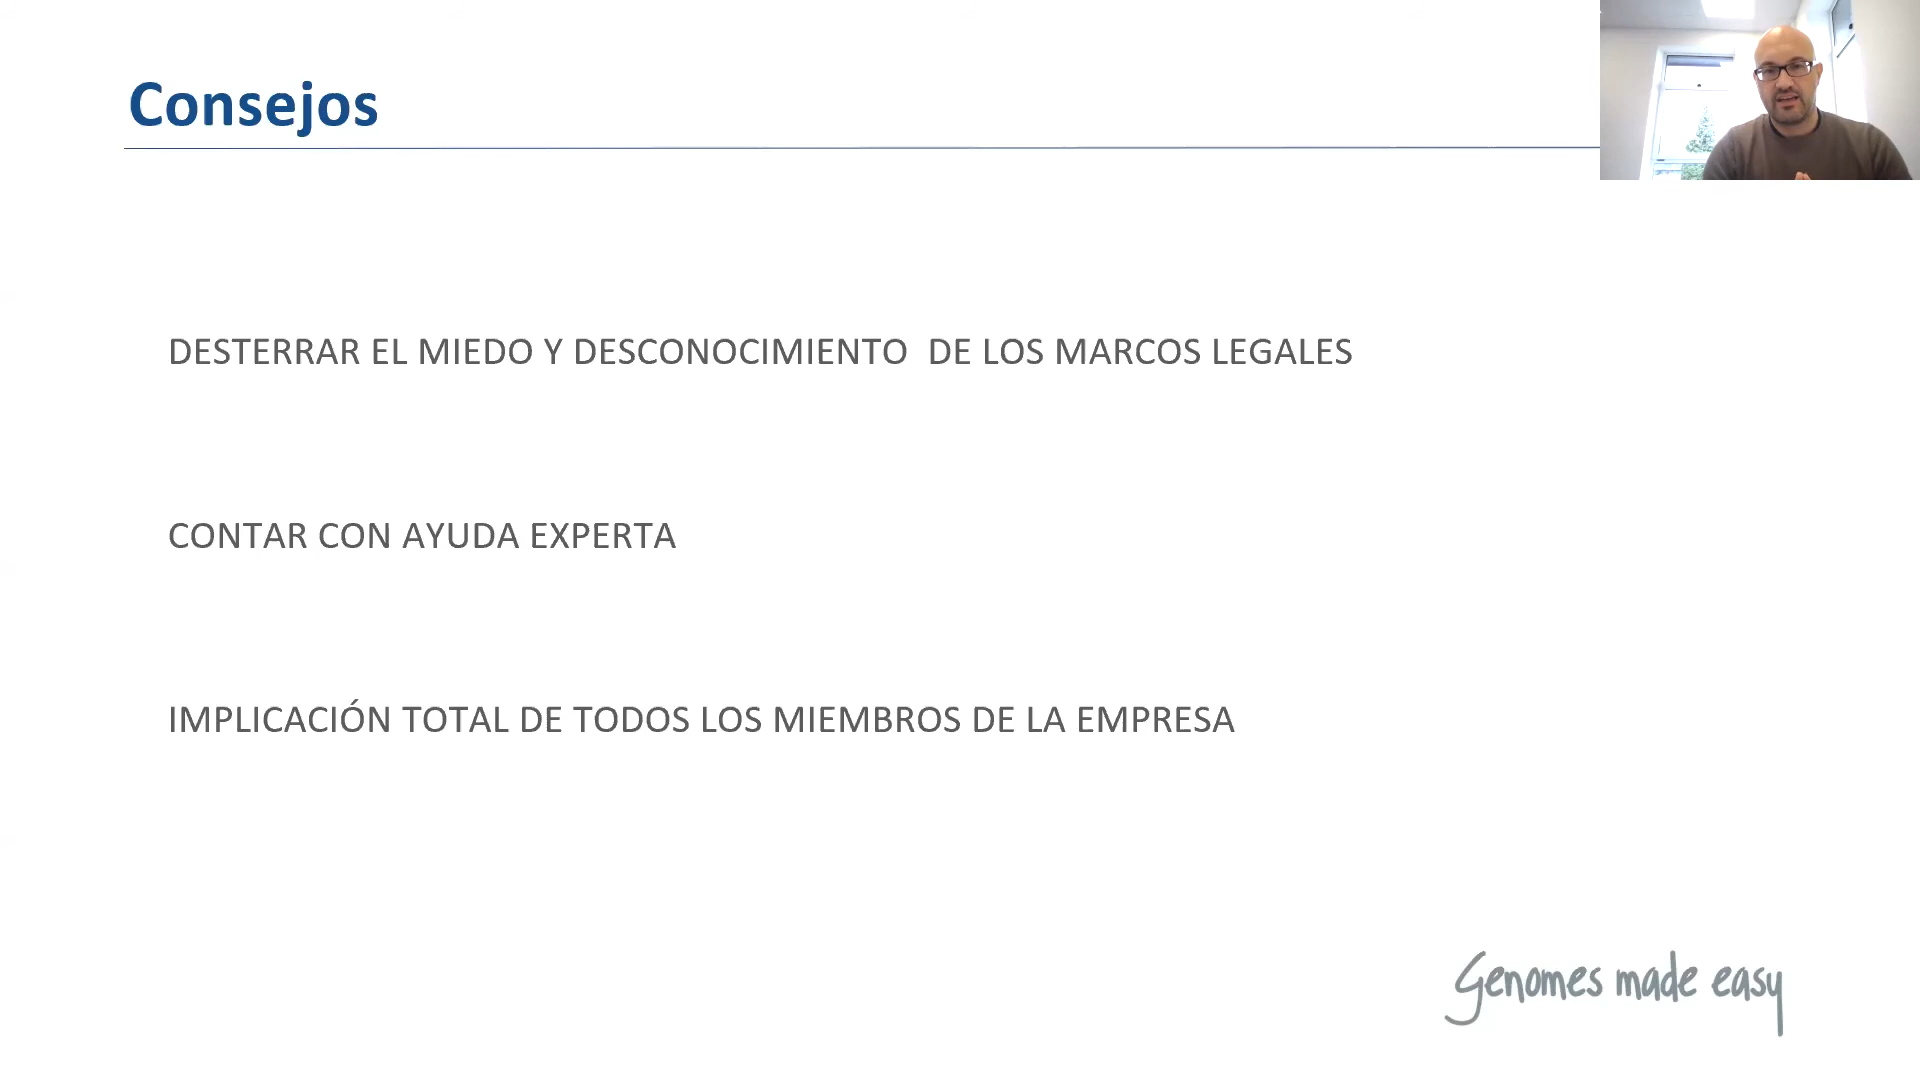 Consejos
DESTERRAR EL MIEDO Y DESCONOCIMIENTO  DE LOS MARCOS LEGALES
CONTAR CON AYUDA EXPERTA
IMPLICACIÓN TOTAL DE TODOS LOS MIEMBROS DE LA EMPRESA
Genomes made easy